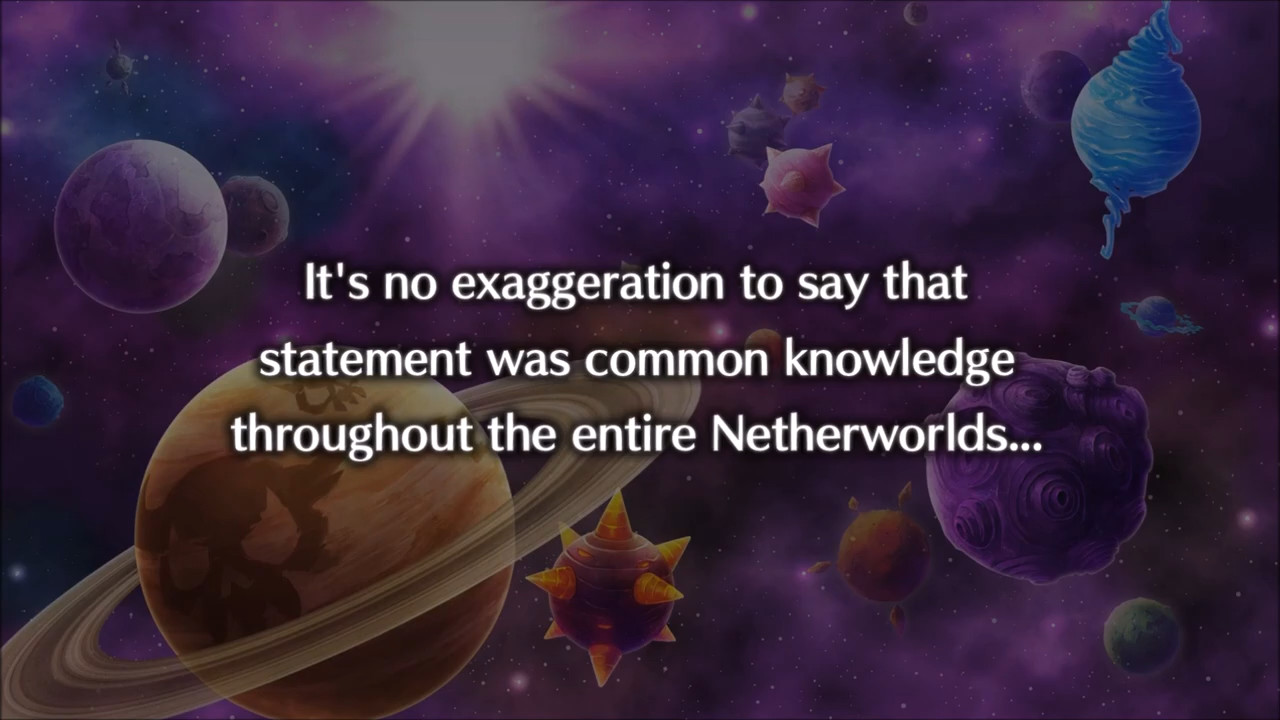 It's no exaggeration to say that
statement was common knowledge
throughout the entire Netherworlds...